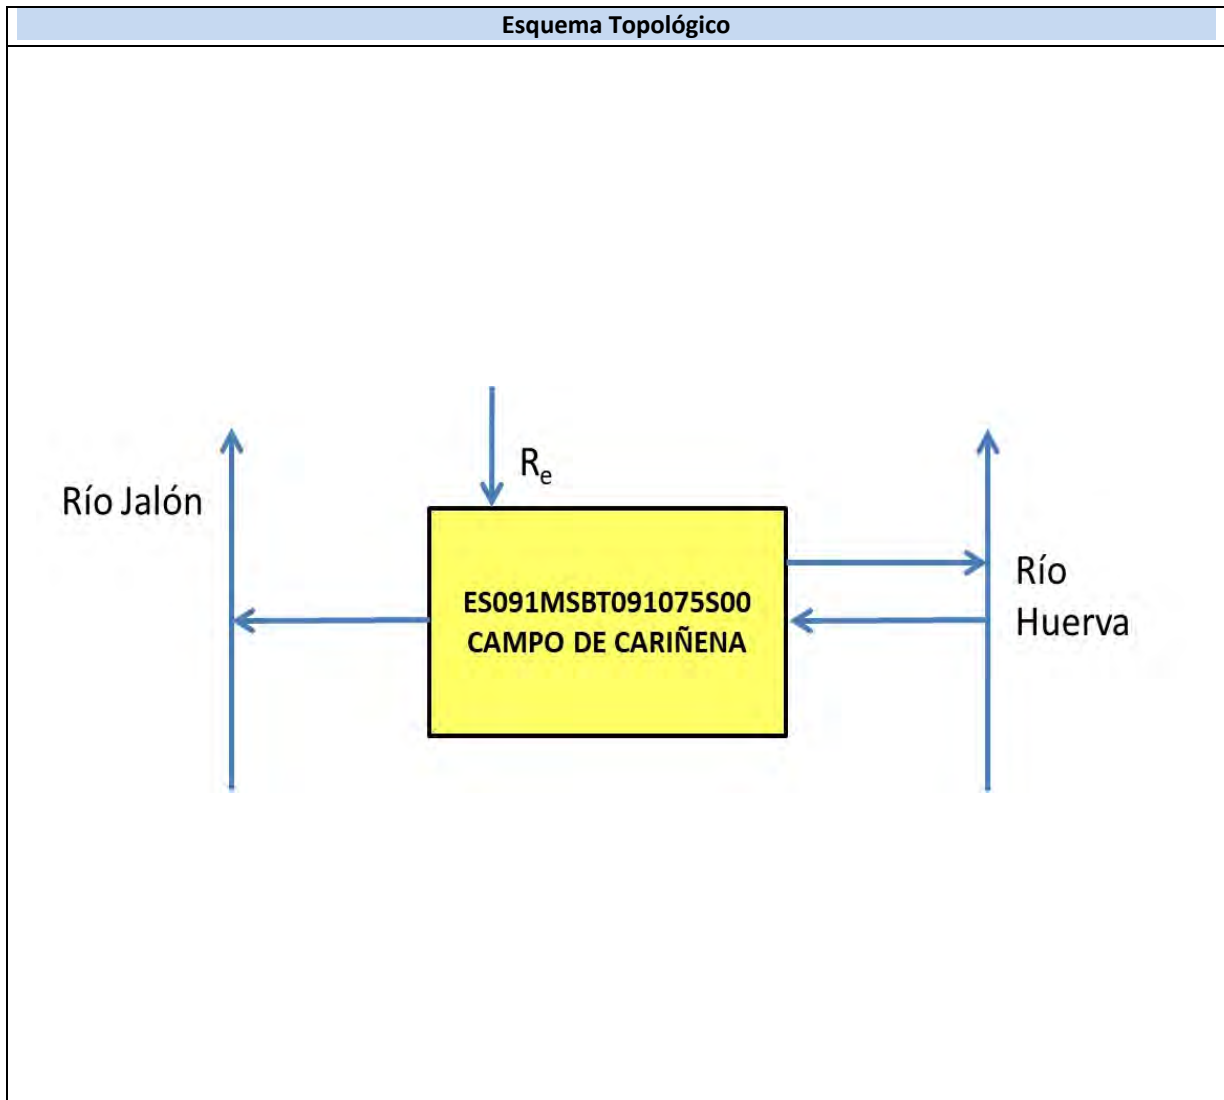 Esquema Topológico
Río Jalón
Re
ES091MSBT091075S00
CAMPO DE CARIÑENA
Río
Huerva